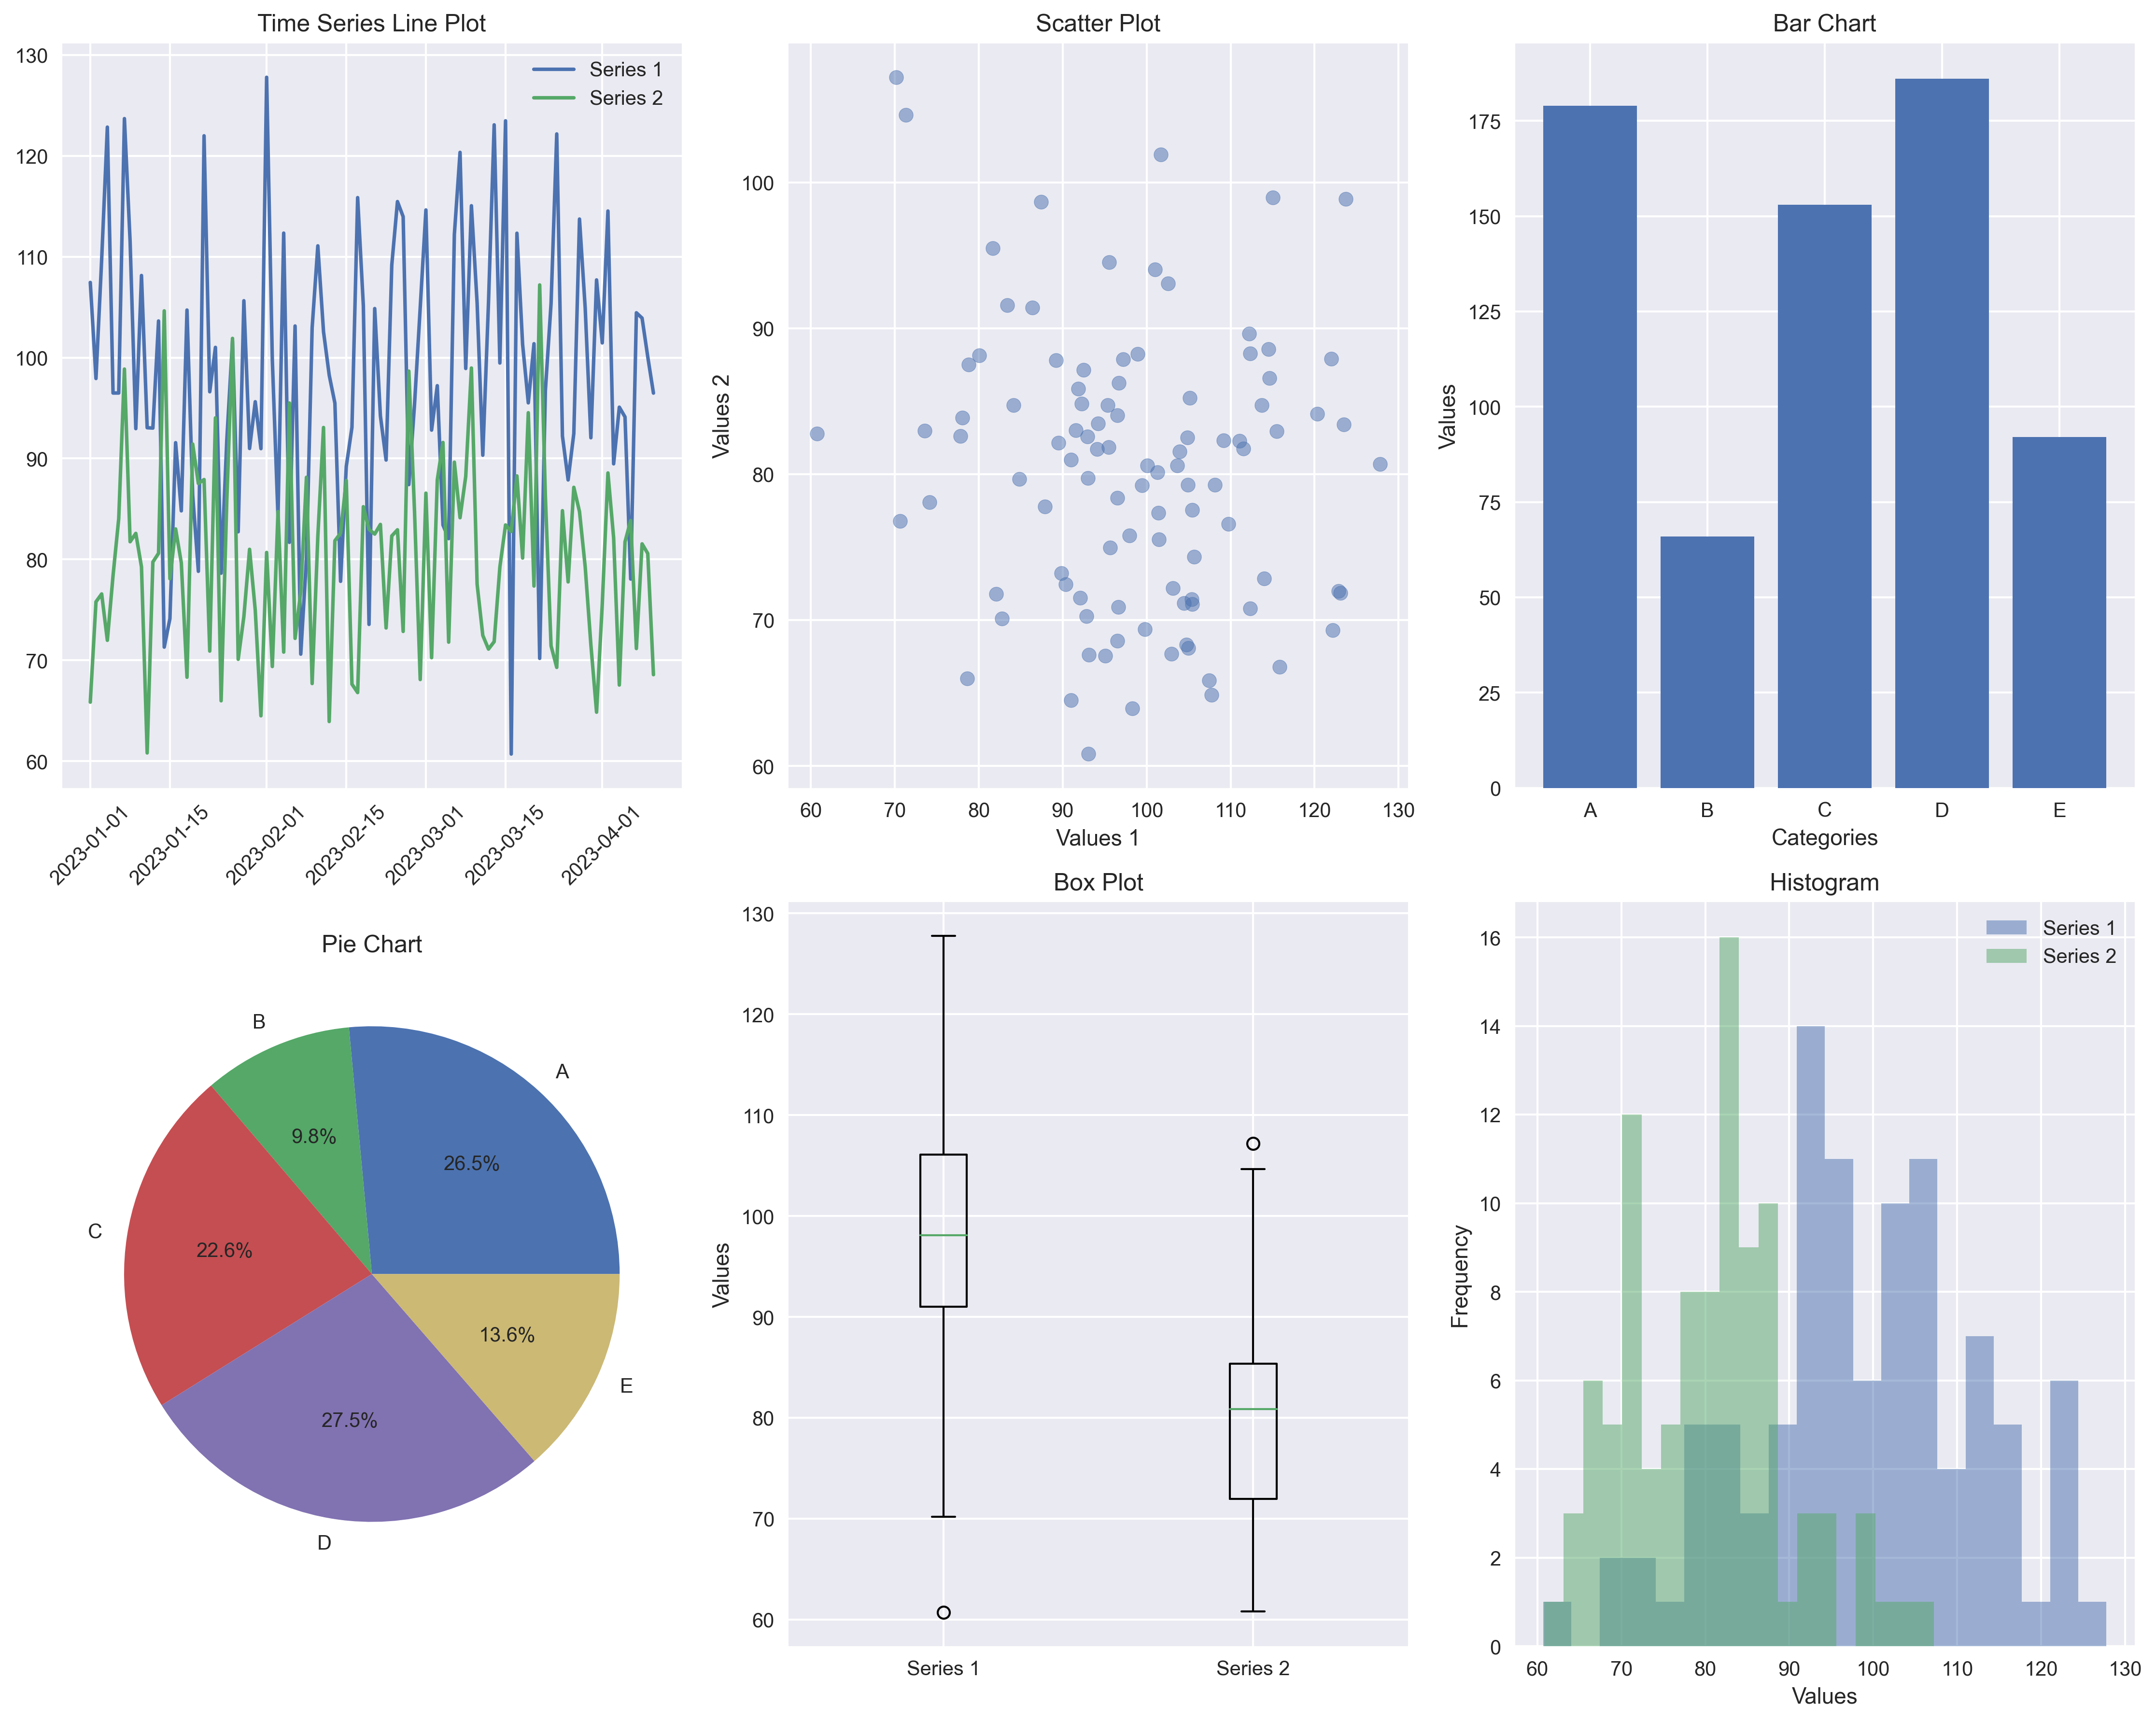 Time Series Line Plot
130
120
110
100
90
80
70
60
Series 1
Series 2
2023-01-01
2023-01-15
2023-02-01
2023-02-15
2023-03-01
2023-03-15
2023-04-01
Scatter Plot
Values 2
100
90
80
70
60
60 70 80 90 100 110 120 130
Values 1
Bar Chart
Values
175
150
125
100
75
50
25
0
A B C D E
Categories
Pie Chart
A
B
C
D
E
26.5%
9.8%
22.6%
27.5%
13.6%
Box Plot
Values
130
120
110
100
90
80
70
60
Series 1 Series 2
Histogram
Frequency
16
14
12
10
8
6
4
2
0
Series 1
Series 2
60 70 80 90 100 110 120 130
Values